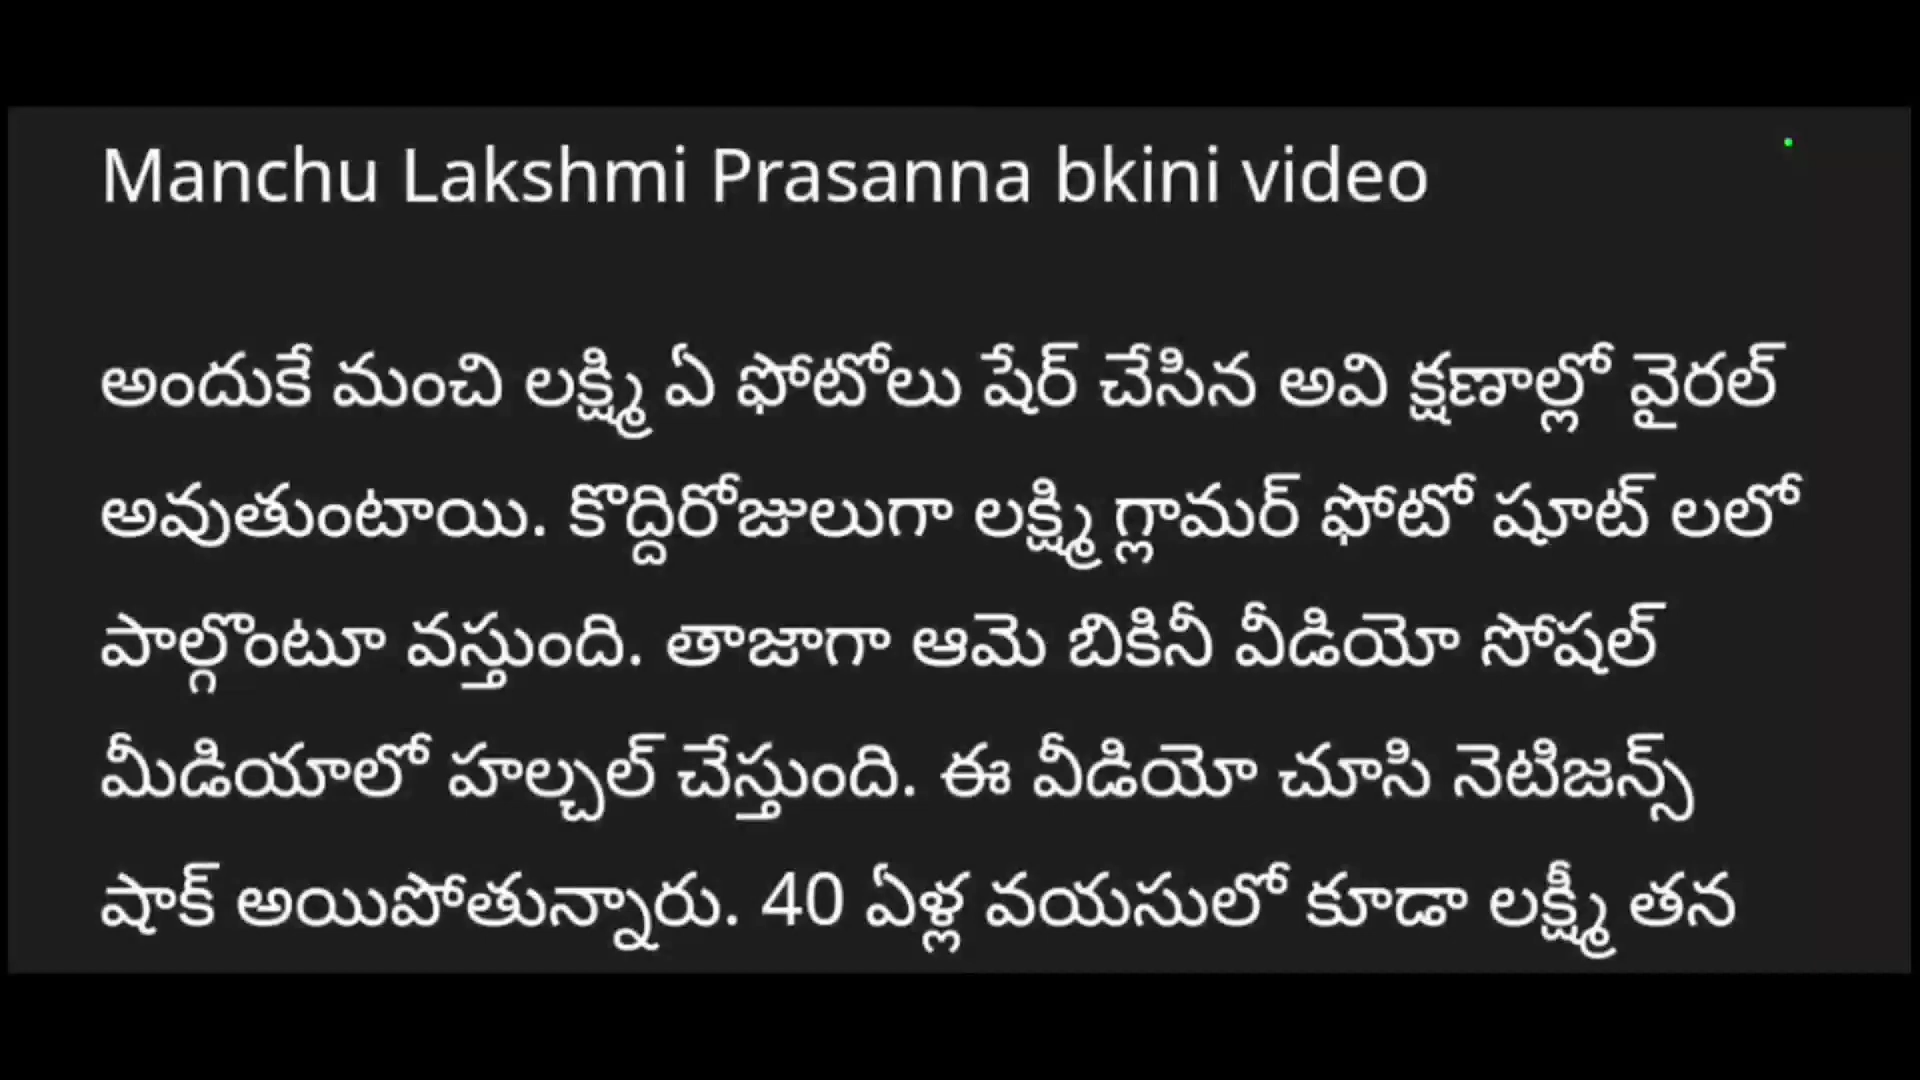 Manchu Lakshmi Prasanna bkini video
అందుకే మంచి లక్ష్మి ఏ ఫోటోలు షేర్ చేసిన అవి క్షణాల్లో వైరల్
అవుతుంటాయి. కొద్దిరోజులుగా లక్ష్మి గ్లామర్ ఫోటో షూట్ లలో
పాల్గొంటూ వస్తుంది. తాజాగా ఆమె బికినీ వీడియో సోషల్
మీడియాలో హల్చల్ చేస్తుంది. ఈ వీడియో చూసి నెటిజన్స్
షాక్ అయిపోతున్నారు. 40 ఏళ్ల వయసులో కూడా లక్ష్మీ తన